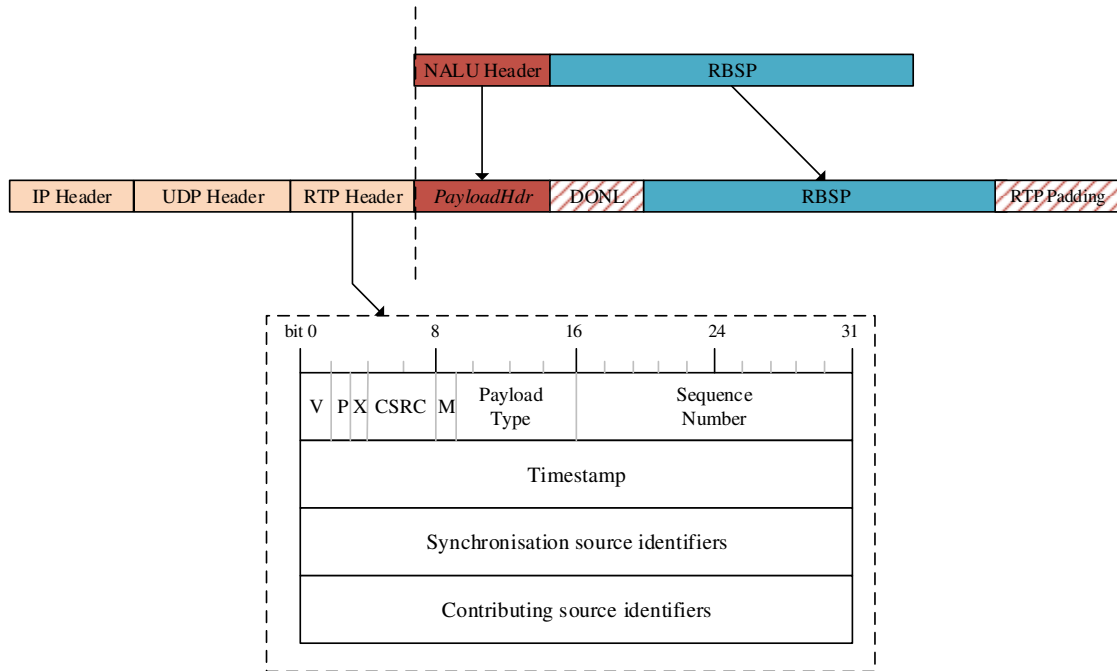 NALU Header RBSP
IP Header UDP Header RTP Header PayloadHdr DONL RBSP RTP Padding
bit 0 8 16 24 31
V P X CSRC M Payload Type Sequence Number
Timestamp
Synchronisation source identifiers
Contributing source identifiers